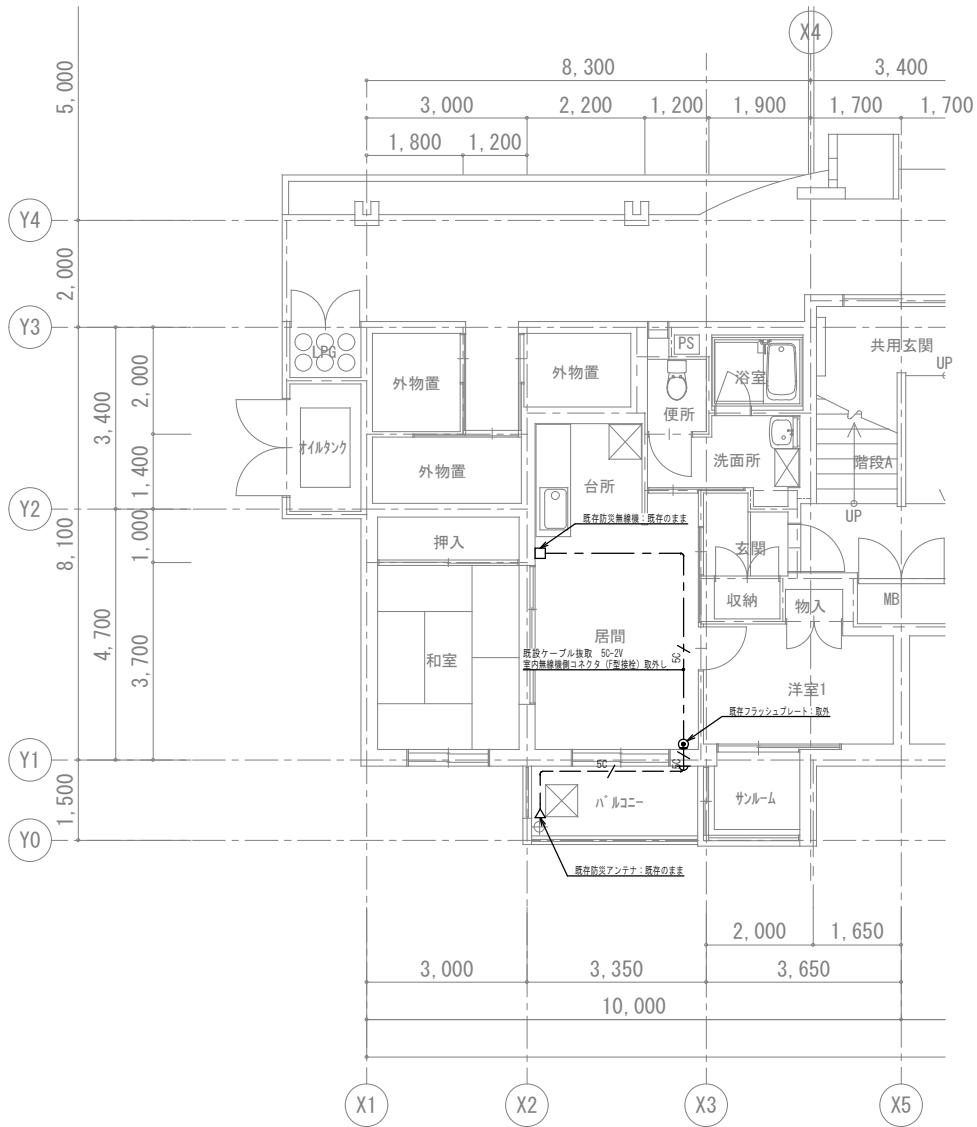 X4
8,300
3,400
5,000
3,000
2,200
1,200
1,900
1,700
1,700
1,800
1,200
Y4
2,000
Y3
LPG
外物置
外物置
PS
便所
浴室
共用玄関
UP
3,400
2,000
オイルタンク
外物置
台所
洗面所
階段A
UP
1,400
Y2
8,100
1,000
押入
既存防災無線機：既存のまま
玄関
収納
物入
MB
4,700
3,700
和室
居間
5C
既設ケーブル抜取 5C-2V
室内無線機側コネクタ（F型接栓）取外し
洋室1
既存フラッシュプレート：取外
Y1
5C
5C
1,500
バルコニー
サンルーム
Y0
既存防災アンテナ：既存のまま
2,000
1,650
3,000
3,350
3,650
10,000
X1
X2
X3
X5